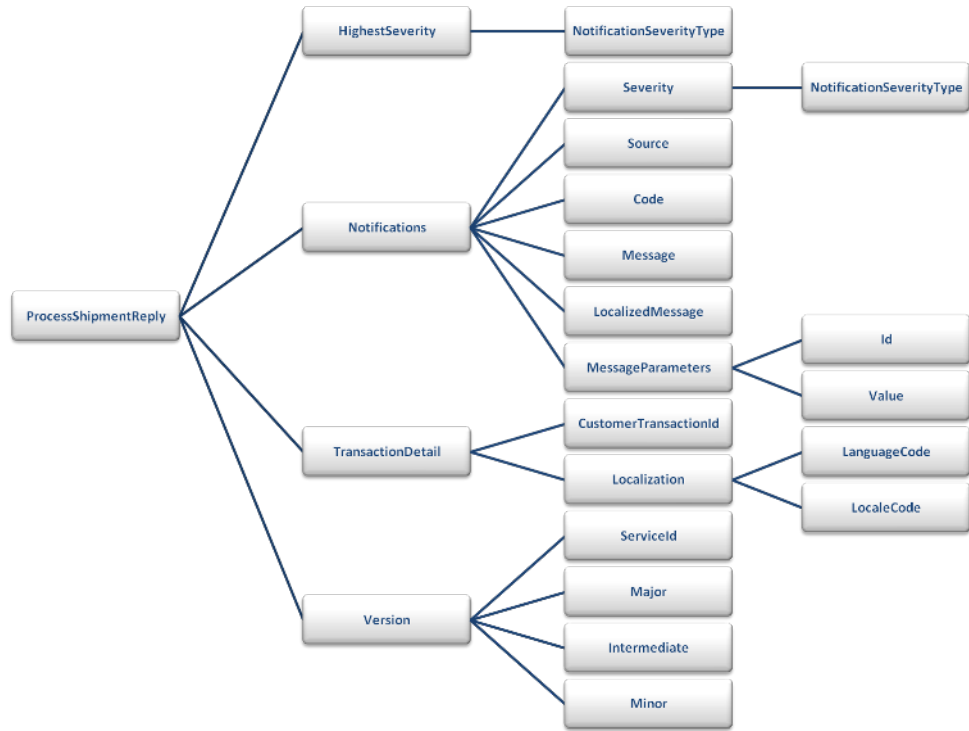 HighestSeverity
NotificationSeverityType
Severity
NotificationSeverityType
Source
Code
Notifications
Message
LocalizedMessage
ProcessShipmentReply
MessageParameters
Id
Value
CustomerTransactionId
TransactionDetail
LanguageCode
Localization
LocaleCode
ServiceId
Major
Version
Intermediate
Minor